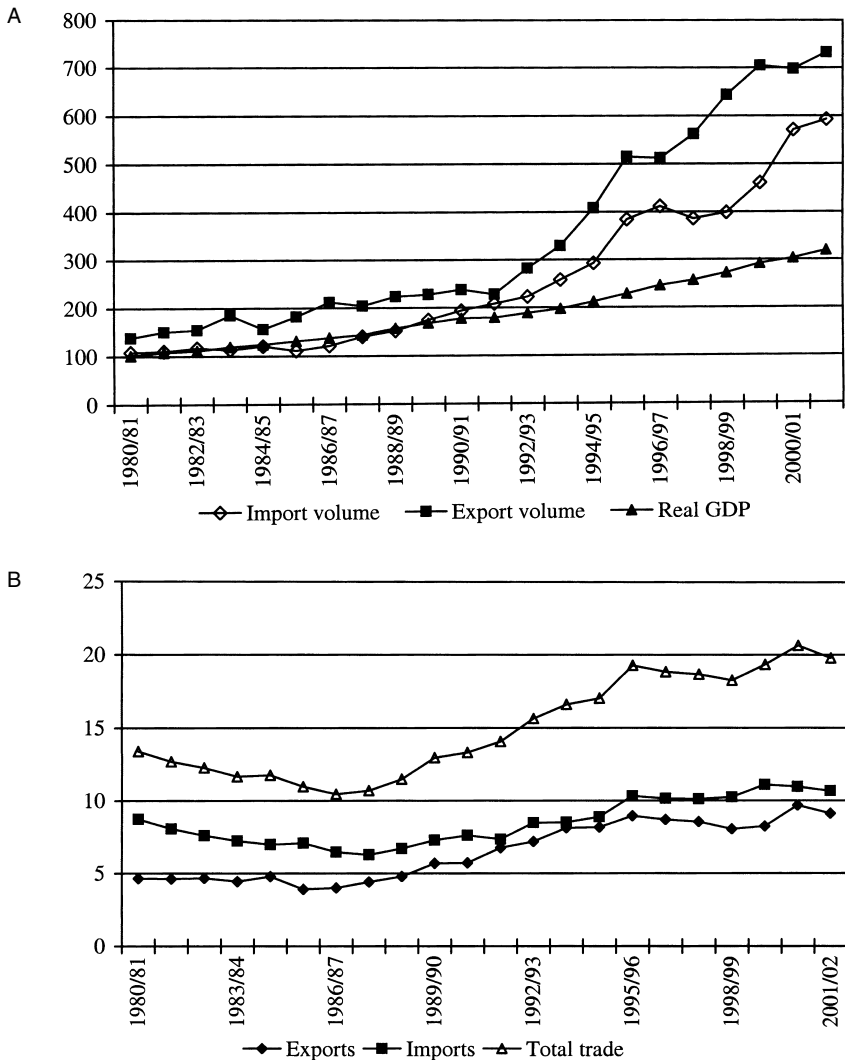 A
800
700
600
500
400
300
200
100
0
1980/81 1982/83 1984/85 1986/87 1988/89 1990/91 1992/93 1994/95 1996/97 1998/99 2000/01
Import volume Export volume Real GDP
B
25
20
15
10
5
0
1980/81 1983/84 1986/87 1989/90 1992/93 1995/96 1998/99 2001/02
Exports Imports Total trade